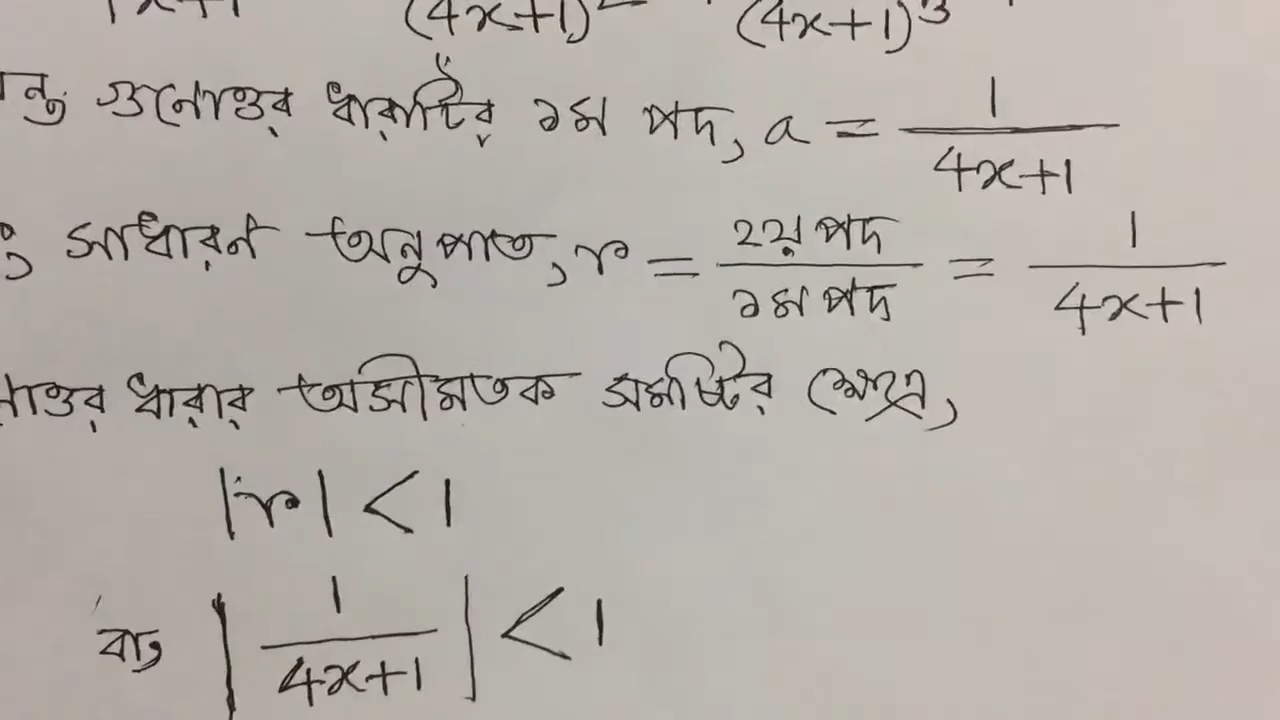 (4x+1)² (4x+1)³
গুনোত্তর ধারাটির ১ম পদ, a = 1/(4x+1)
সাধারণ অনুপাত, r = ২য় পদ/১ম পদ = 1/(4x+1)
ধারার অসীমতক সমষ্টির ক্ষেত্রে,
|r| < 1
বা, |1/(4x+1)| < 1